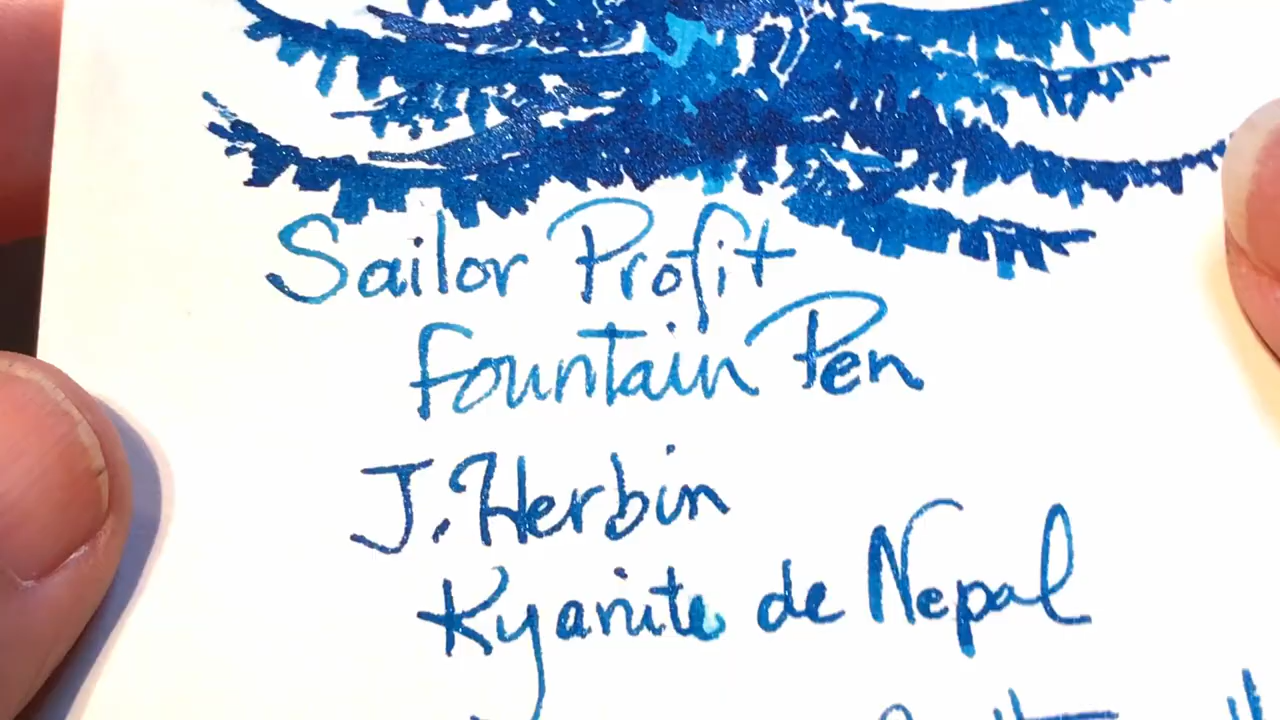 Sailor Profit
Fountain Pen
J. Herbin
Kyanite de Nepal